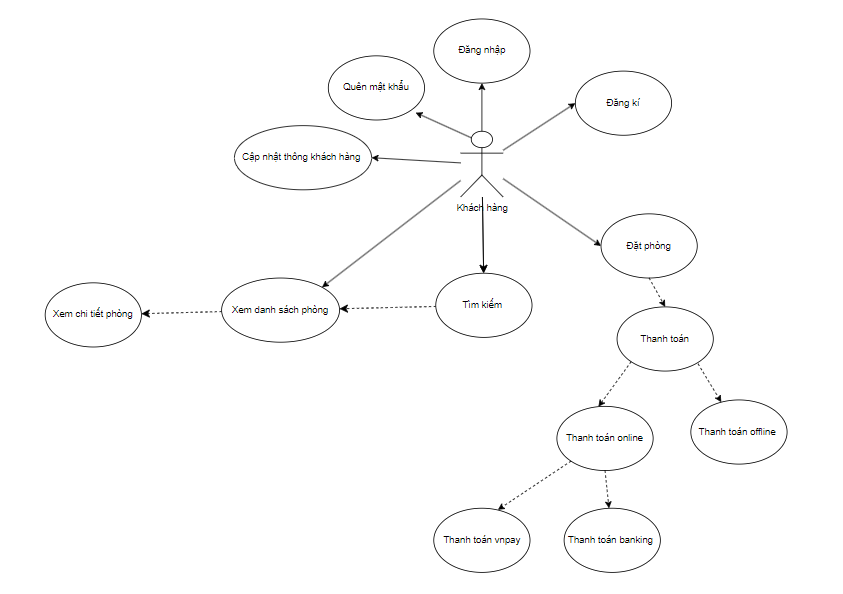 Đăng nhập
Quên mật khẩu
Đăng kí
Cập nhật thông khách hàng
Khách hàng
Đặt phòng
Xem chi tiết phòng
Xem danh sách phòng
Tìm kiếm
Thanh toán
Thanh toán online
Thanh toán offline
Thanh toán vnpay
Thanh toán banking